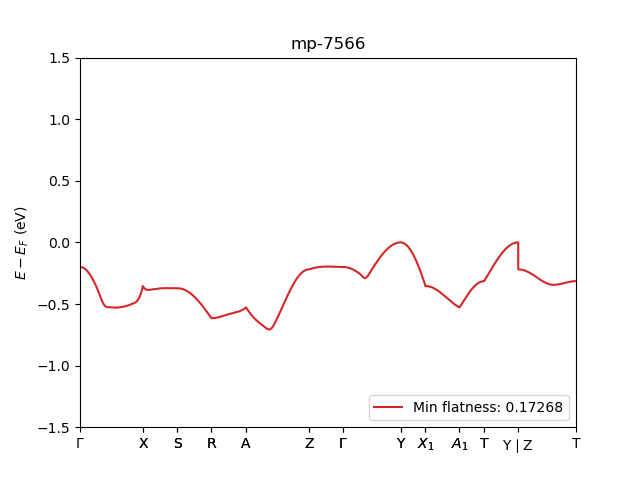 mp-7566
E − E_F (eV)
1.5
1.0
0.5
0.0
−0.5
−1.0
−1.5
Min flatness: 0.17268
Γ X S R A Z Γ Y X₁ A₁ T Y | Z T